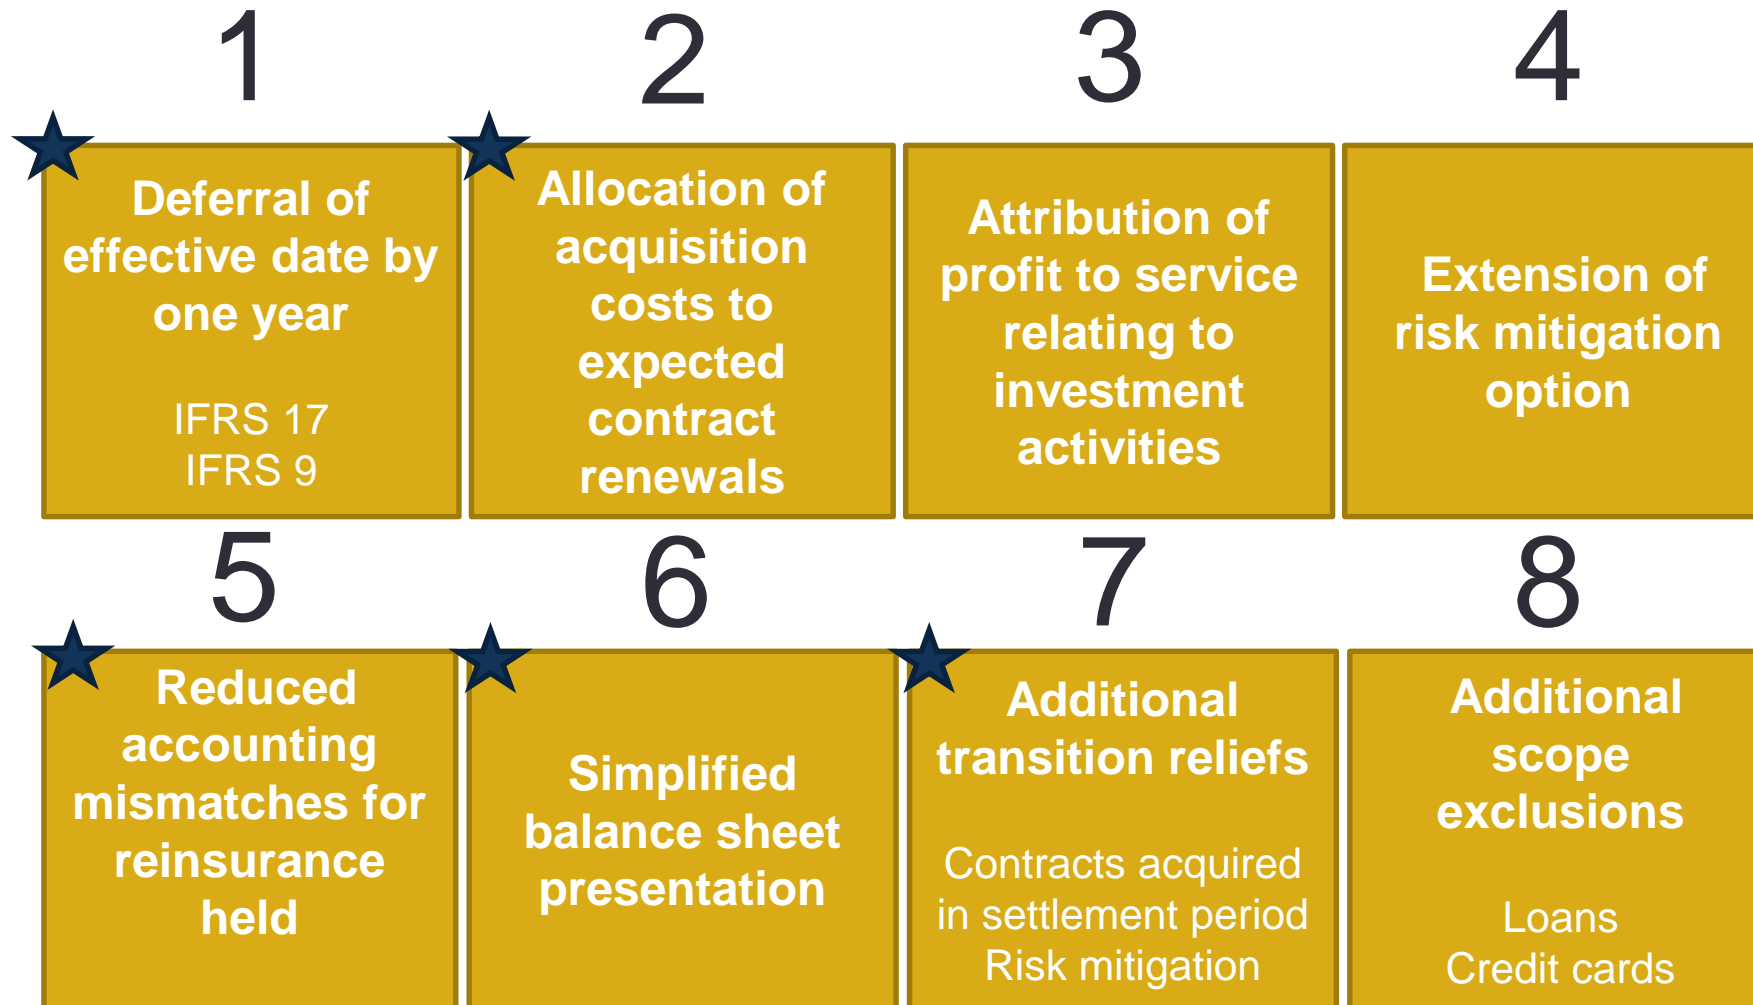 1
Deferral of
effective date by
one year
IFRS 17
IFRS 9
2
Allocation of
acquisition
costs to
expected
contract
renewals
3
Attribution of
profit to service
relating to
investment
activities
4
Extension of
risk mitigation
option
5
Reduced
accounting
mismatches for
reinsurance
held
6
Simplified
balance sheet
presentation
7
Additional
transition reliefs
Contracts acquired
in settlement period
Risk mitigation
8
Additional
scope
exclusions
Loans
Credit cards